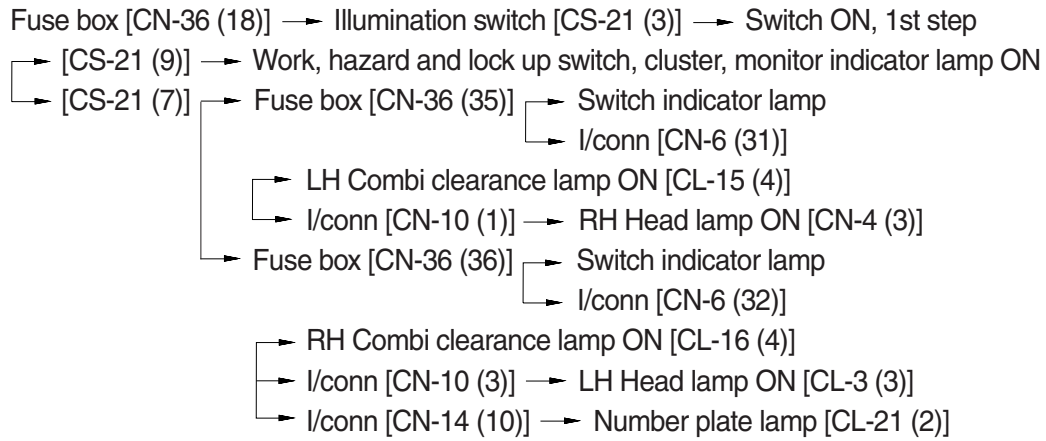 Fuse box [CN-36 (18)] → Illumination switch [CS-21 (3)] → Switch ON, 1st step
→ [CS-21 (9)] → Work, hazard and lock up switch, cluster, monitor indicator lamp ON
→ [CS-21 (7)] → Fuse box [CN-36 (35)] → Switch indicator lamp
→ I/conn [CN-6 (31)]
→ LH Combi clearance lamp ON [CL-15 (4)]
→ I/conn [CN-10 (1)] → RH Head lamp ON [CN-4 (3)]
→ Fuse box [CN-36 (36)] → Switch indicator lamp
→ I/conn [CN-6 (32)]
→ RH Combi clearance lamp ON [CL-16 (4)]
→ I/conn [CN-10 (3)] → LH Head lamp ON [CL-3 (3)]
→ I/conn [CN-14 (10)] → Number plate lamp [CL-21 (2)]